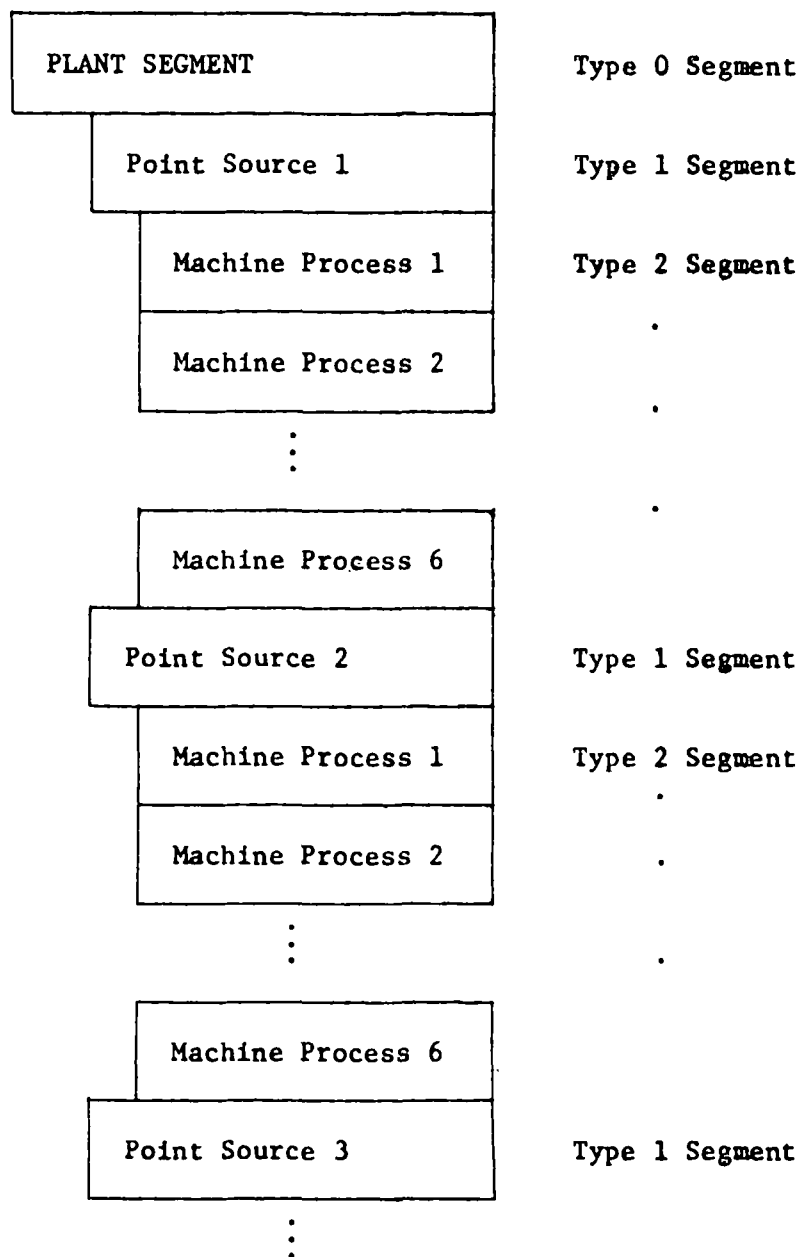 PLANT SEGMENT Type 0 Segment
Point Source 1 Type 1 Segment
Machine Process 1 Type 2 Segment
Machine Process 2
Machine Process 6
Point Source 2 Type 1 Segment
Machine Process 1 Type 2 Segment
Machine Process 2
Machine Process 6
Point Source 3 Type 1 Segment